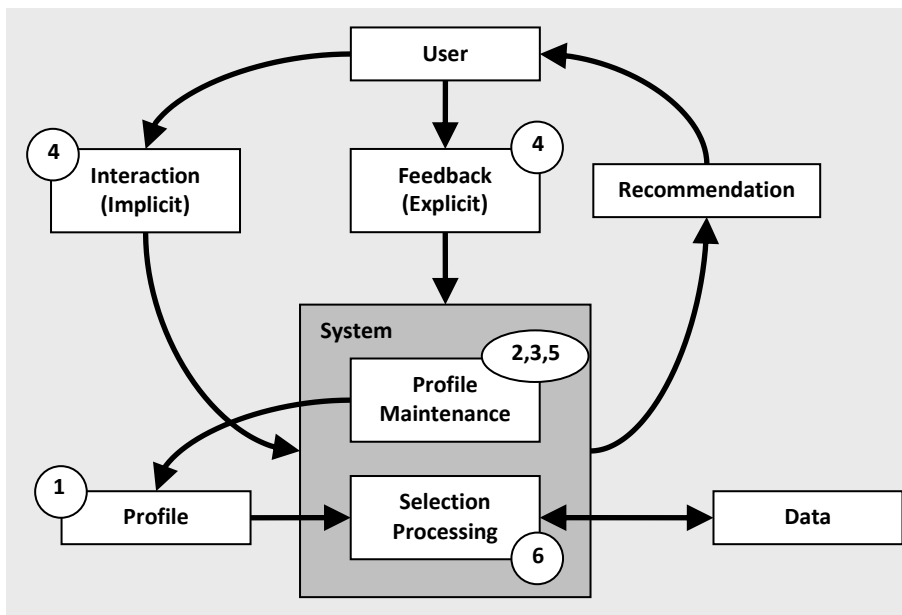 User
4
Interaction
(Implicit)
4
Feedback
(Explicit)
Recommendation
System
2,3,5
Profile
Maintenance
1
Profile
Selection
Processing
6
Data